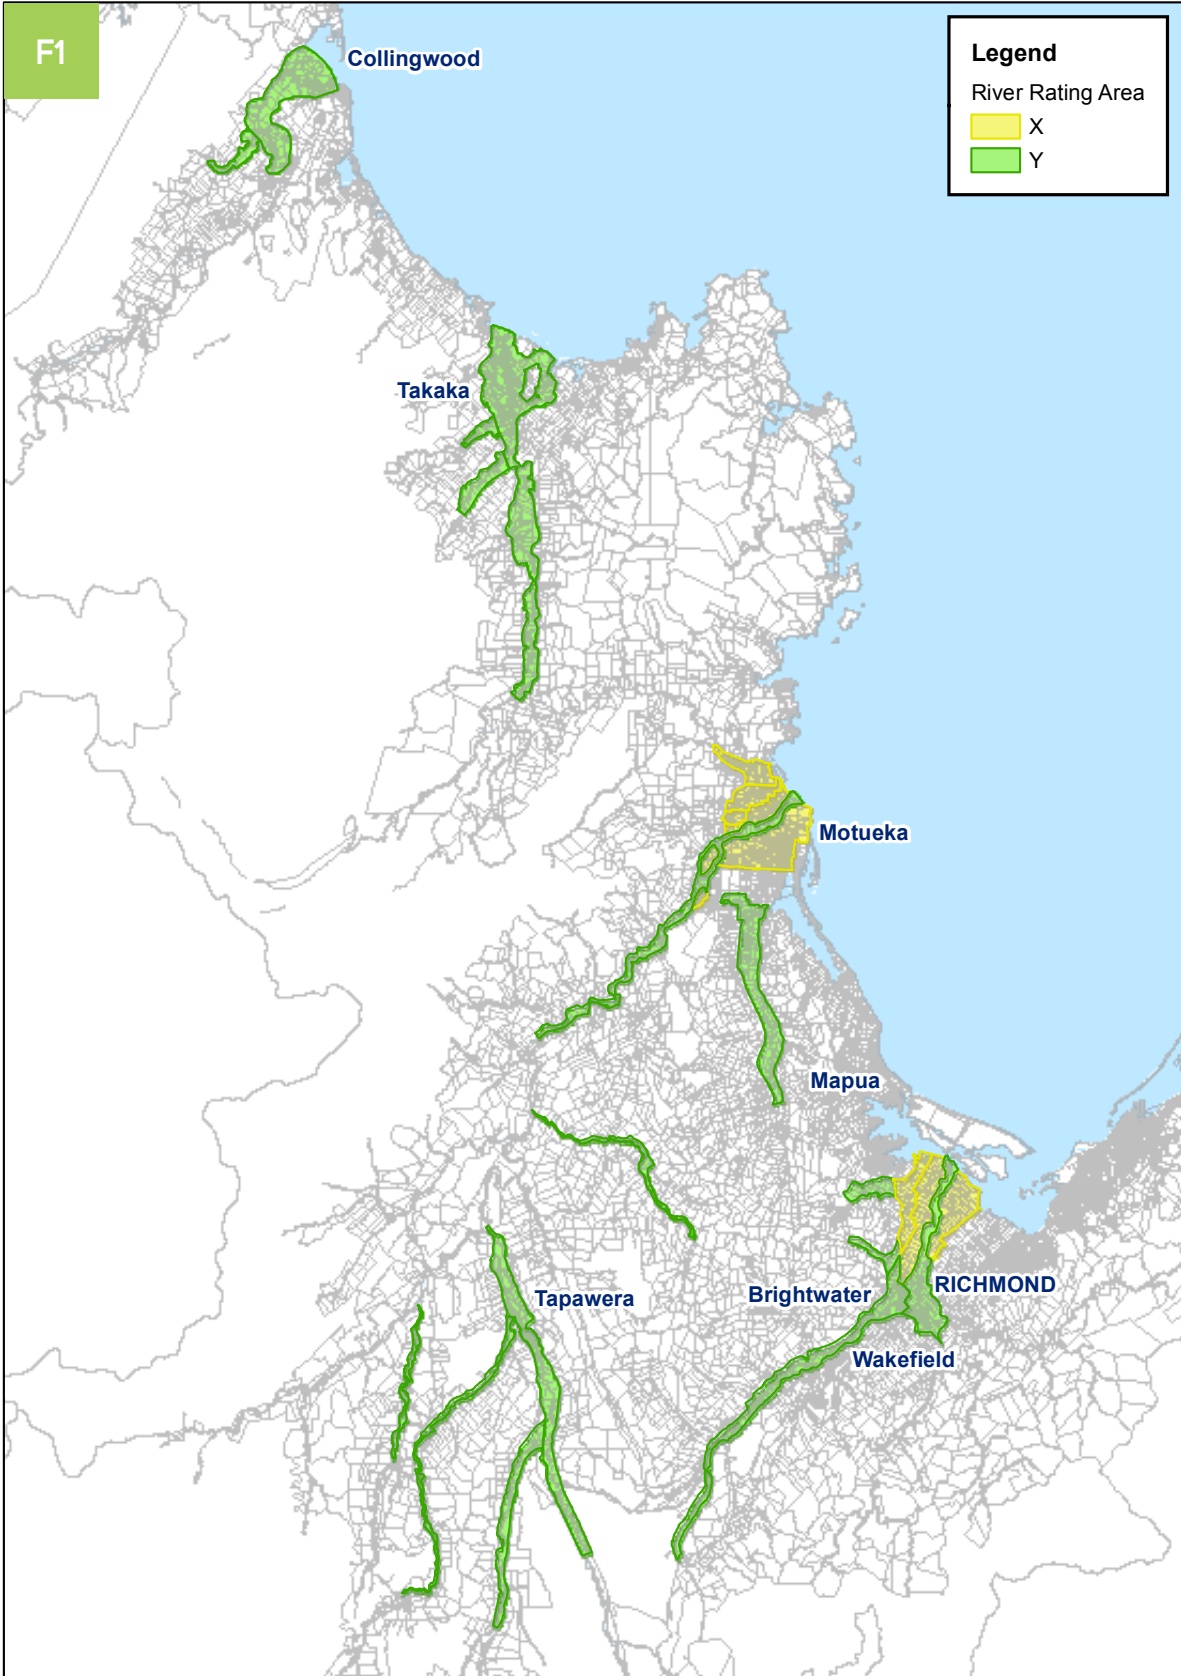 F1
Collingwood
Legend
River Rating Area
X
Y
Takaka
Motueka
Mapua
RICHMOND
Brightwater
Tapawera
Wakefield